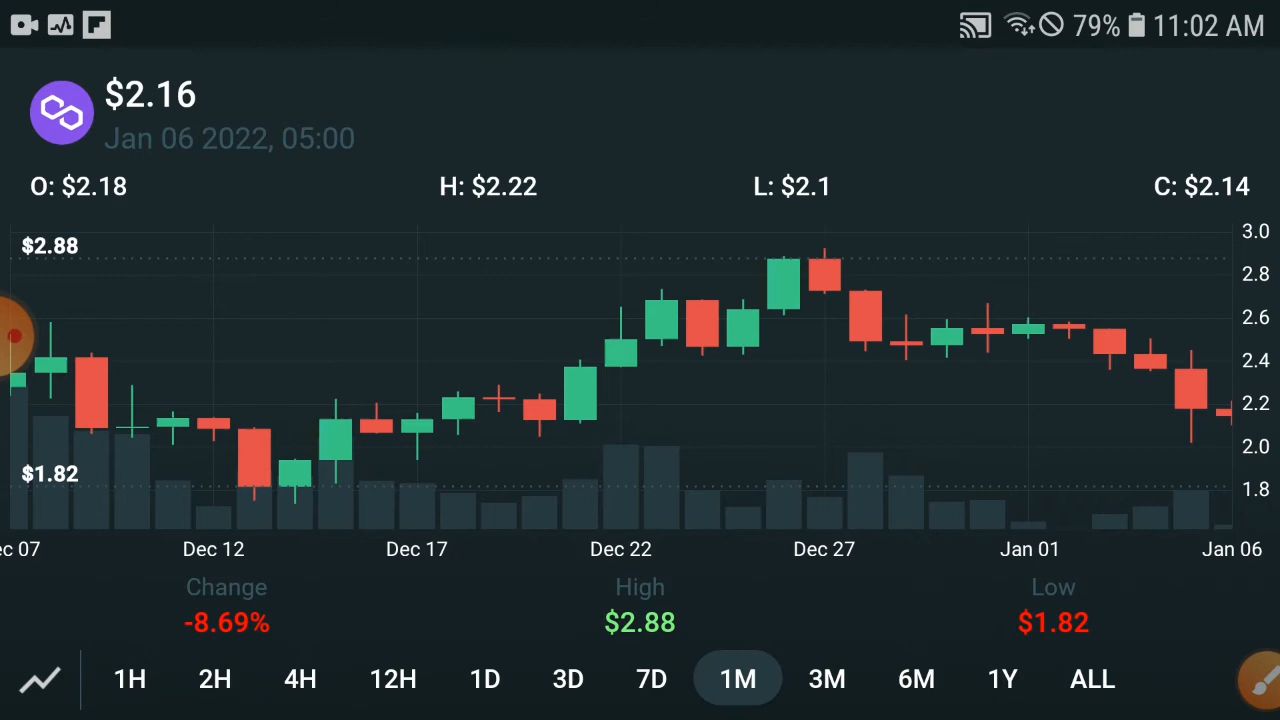 79% 11:02 AM
$2.16
Jan 06 2022, 05:00
O: $2.18 H: $2.22 L: $2.1 C: $2.14
$2.88
3.0
2.8
2.6
2.4
2.2
2.0
$1.82
1.8
ec 07 Dec 12 Dec 17 Dec 22 Dec 27 Jan 01 Jan 06
Change High Low
-8.69% $2.88 $1.82
1H 2H 4H 12H 1D 3D 7D 1M 3M 6M 1Y ALL